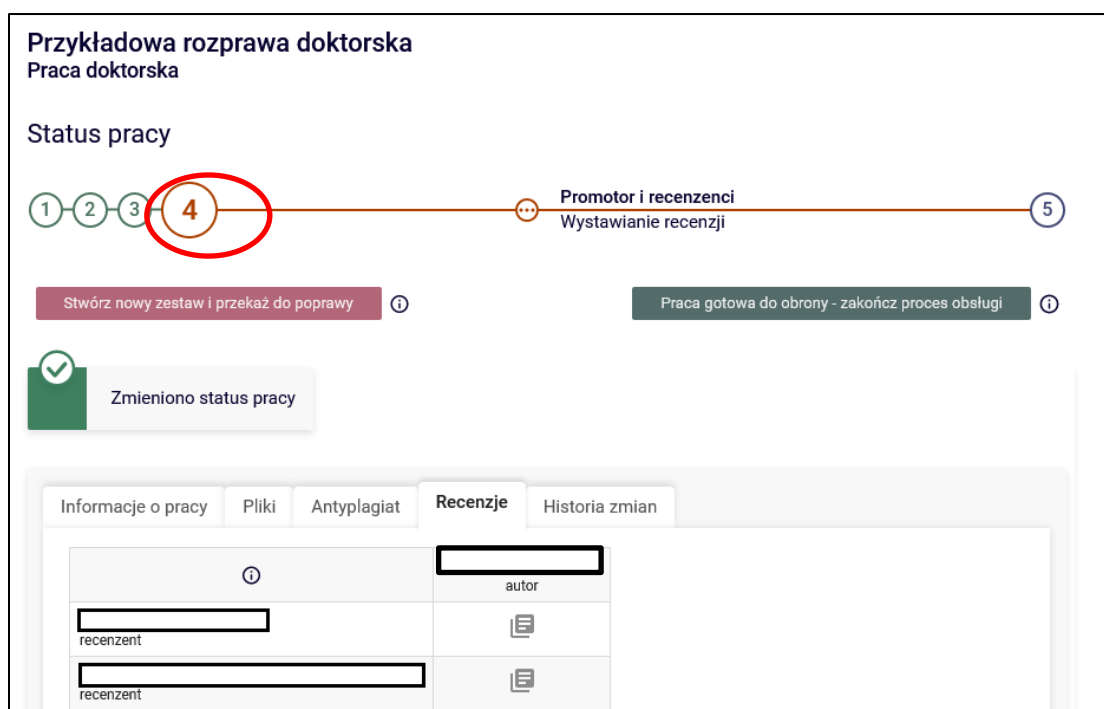 Przykładowa rozprawa doktorska
Praca doktorska
Status pracy
1 2 3 4 5
Promotor i recenzenci
Wystawianie recenzji
Stwórz nowy zestaw i przekaż do poprawy
Praca gotowa do obrony - zakończ proces obsługi
Zmieniono status pracy
Informacje o pracy Pliki Antyplagiat Recenzje Historia zmian
autor
recenzent
recenzent